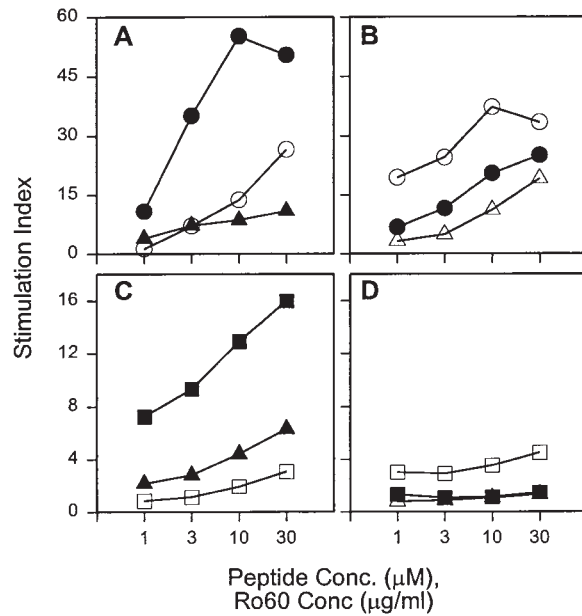 60
A
B
45
30
15
0
Stimulation Index
16
C
D
12
8
4
0
1 3 10 30 1 3 10 30
Peptide Conc. (μM),
Ro60 Conc (μg/ml)